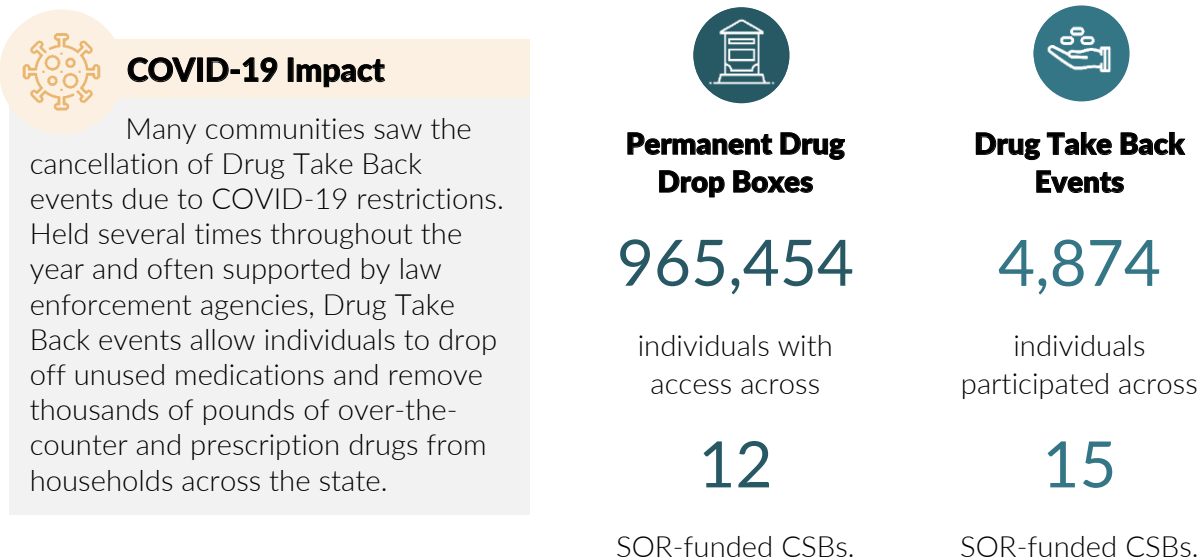 COVID-19 Impact
Many communities saw the
cancellation of Drug Take Back
events due to COVID-19 restrictions.
Held several times throughout the
year and often supported by law
enforcement agencies, Drug Take
Back events allow individuals to drop
off unused medications and remove
thousands of pounds of over-the-
counter and prescription drugs from
households across the state.
Permanent Drug
Drop Boxes
965,454
individuals with
access across
12
SOR-funded CSBs.
Drug Take Back
Events
4,874
individuals
participated across
15
SOR-funded CSBs.